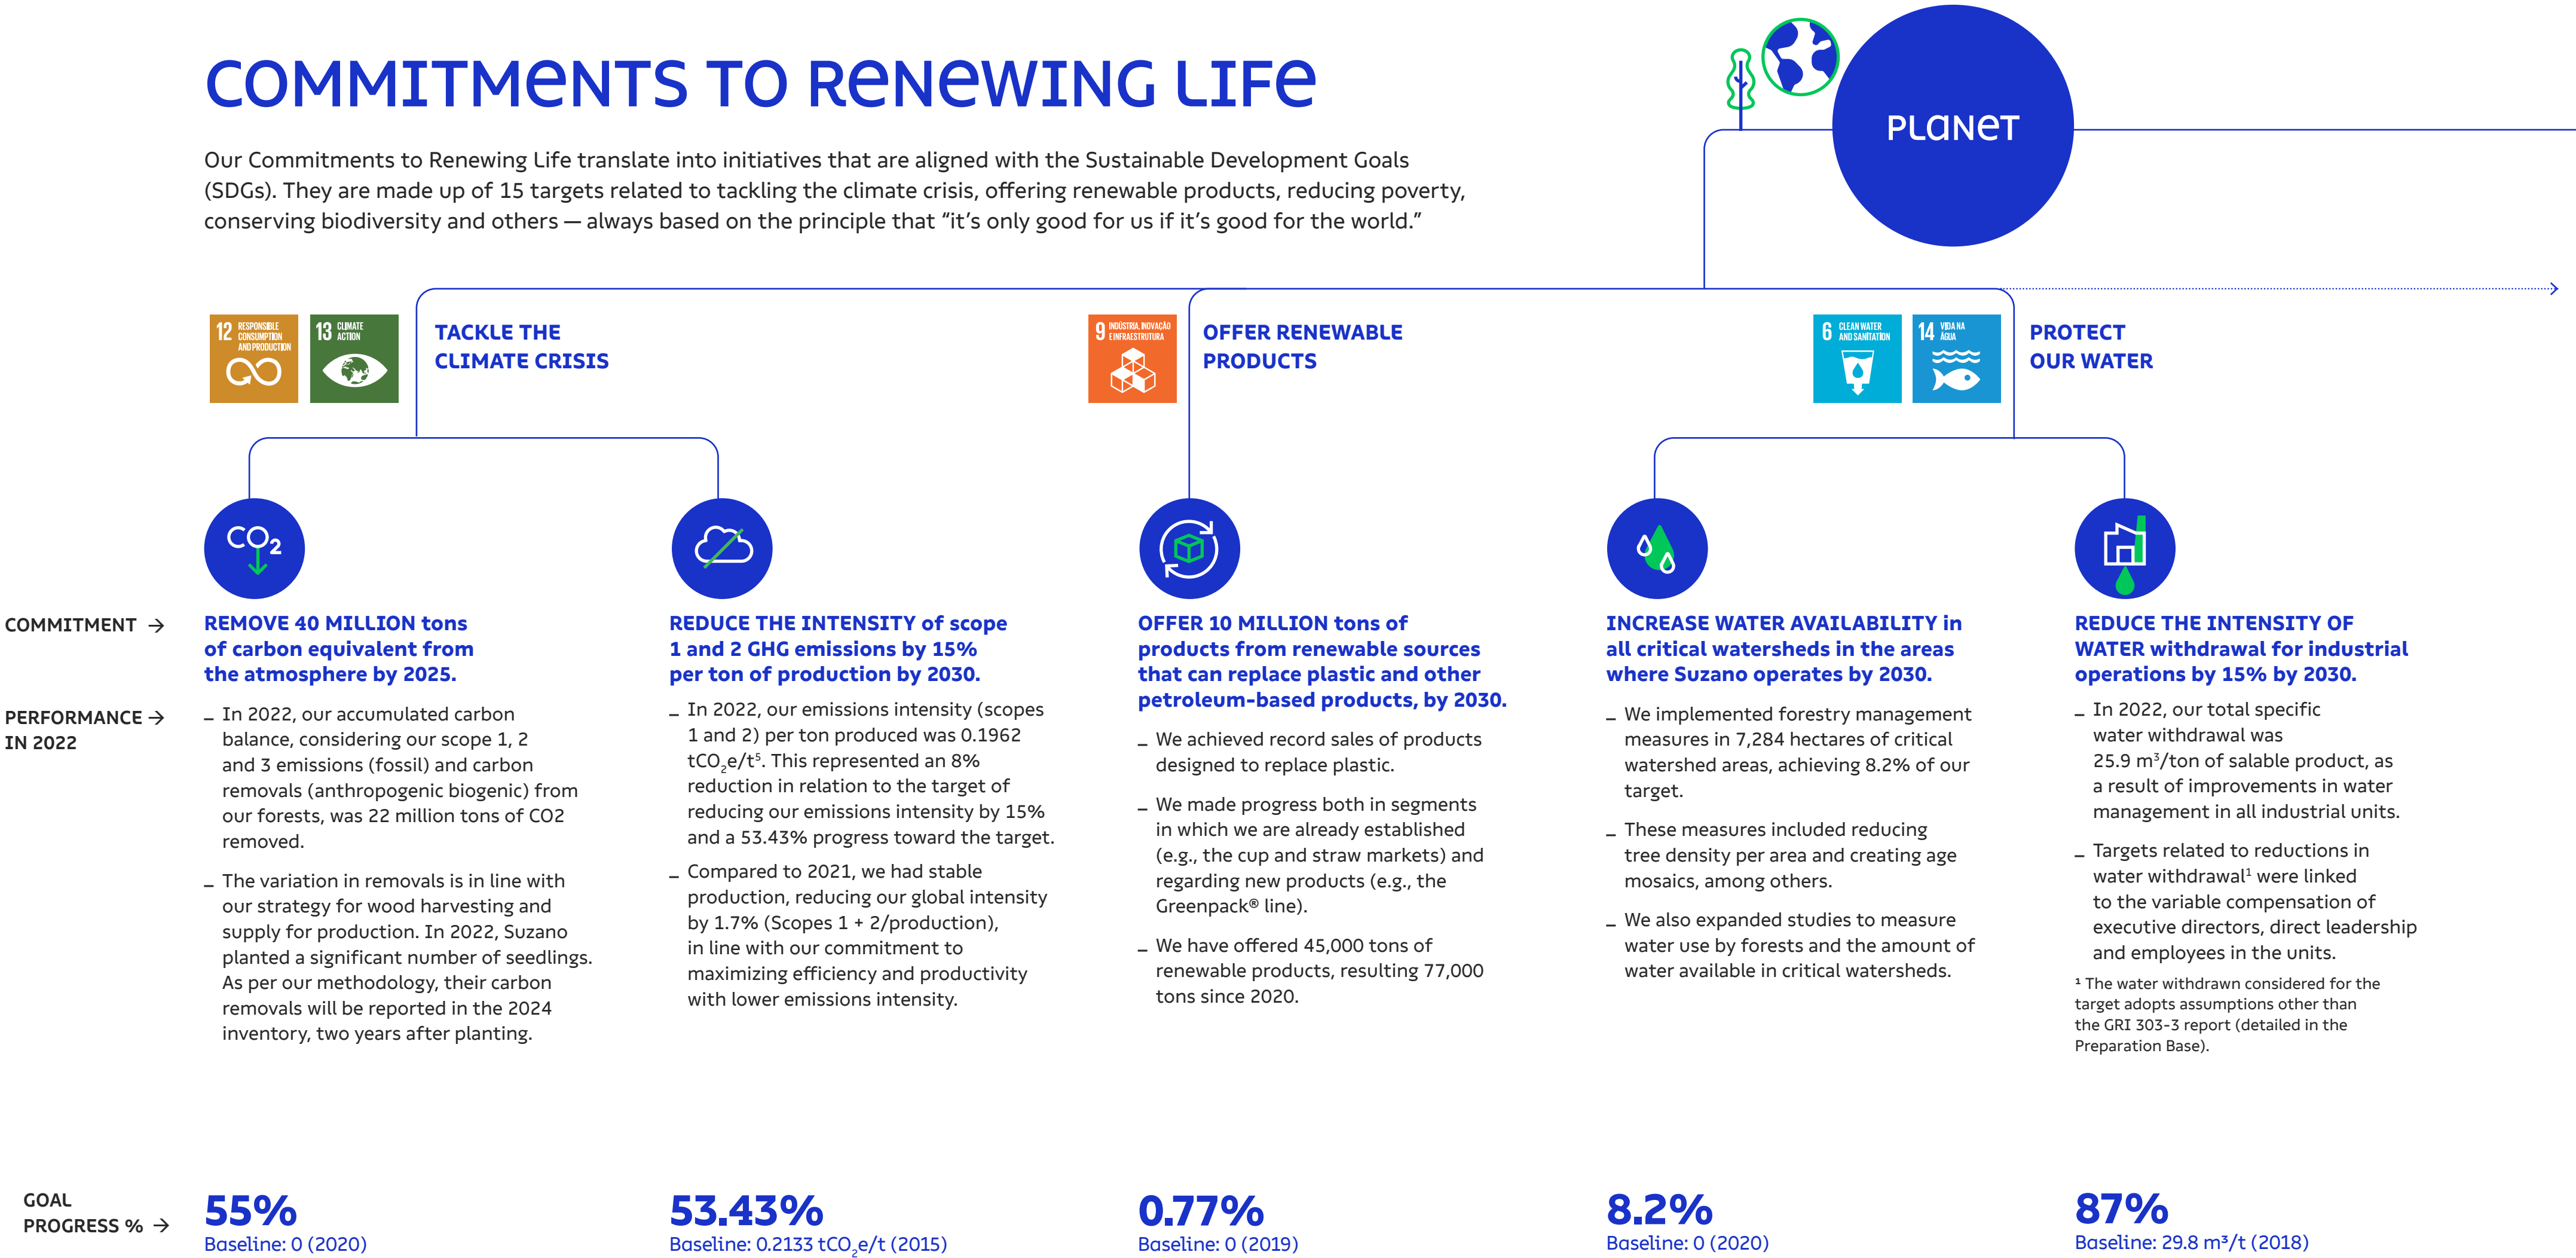 COMMITMENTS TO RENEWING LIFE
Our Commitments to Renewing Life translate into initiatives that are aligned with the Sustainable Development Goals
(SDGs). They are made up of 15 targets related to tackling the climate crisis, offering renewable products, reducing poverty,
conserving biodiversity and others — always based on the principle that “it’s only good for us if it’s good for the world.”
PLANET
12 RESPONSIBLE
CONSUMPTION
AND PRODUCTION
13 CLIMATE
ACTION
TACKLE THE
CLIMATE CRISIS
9 INDÚSTRIA, INOVAÇÃO
E INFRAESTRUTURA
OFFER RENEWABLE
PRODUCTS
6 CLEAN WATER
AND SANITATION
14 VIDA NA
ÁGUA
PROTECT
OUR WATER
CO2
COMMITMENT →
REMOVE 40 MILLION tons
of carbon equivalent from
the atmosphere by 2025.
REDUCE THE INTENSITY of scope
1 and 2 GHG emissions by 15%
per ton of production by 2030.
OFFER 10 MILLION tons of
products from renewable sources
that can replace plastic and other
petroleum-based products, by 2030.
INCREASE WATER AVAILABILITY in
all critical watersheds in the areas
where Suzano operates by 2030.
REDUCE THE INTENSITY OF
WATER withdrawal for industrial
operations by 15% by 2030.
PERFORMANCE →
IN 2022
– In 2022, our accumulated carbon
balance, considering our scope 1, 2
and 3 emissions (fossil) and carbon
removals (anthropogenic biogenic) from
our forests, was 22 million tons of CO2
removed.
– The variation in removals is in line with
our strategy for wood harvesting and
supply for production. In 2022, Suzano
planted a significant number of seedlings.
As per our methodology, their carbon
removals will be reported in the 2024
inventory, two years after planting.
– In 2022, our emissions intensity (scopes
1 and 2) per ton produced was 0.1962
tCO₂e/t⁵. This represented an 8%
reduction in relation to the target of
reducing our emissions intensity by 15%
and a 53.43% progress toward the target.
– Compared to 2021, we had stable
production, reducing our global intensity
by 1.7% (Scopes 1 + 2/production),
in line with our commitment to
maximizing efficiency and productivity
with lower emissions intensity.
– We achieved record sales of products
designed to replace plastic.
– We made progress both in segments
in which we are already established
(e.g., the cup and straw markets) and
regarding new products (e.g., the
Greenpack® line).
– We have offered 45,000 tons of
renewable products, resulting 77,000
tons since 2020.
– We implemented forestry management
measures in 7,284 hectares of critical
watershed areas, achieving 8.2% of our
target.
– These measures included reducing
tree density per area and creating age
mosaics, among others.
– We also expanded studies to measure
water use by forests and the amount of
water available in critical watersheds.
– In 2022, our total specific
water withdrawal was
25.9 m³/ton of salable product, as
a result of improvements in water
management in all industrial units.
– Targets related to reductions in
water withdrawal¹ were linked
to the variable compensation of
executive directors, direct leadership
and employees in the units.
¹ The water withdrawn considered for the
target adopts assumptions other than
the GRI 303-3 report (detailed in the
Preparation Base).
GOAL
PROGRESS % →
55%
Baseline: 0 (2020)
53.43%
Baseline: 0.2133 tCO₂e/t (2015)
0.77%
Baseline: 0 (2019)
8.2%
Baseline: 0 (2020)
87%
Baseline: 29.8 m³/t (2018)